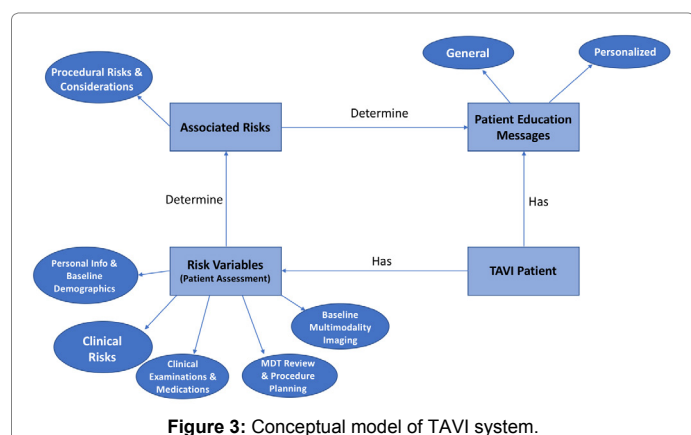 General
Personalized
Procedural Risks &
Considerations
Associated Risks
Determine
Patient Education
Messages
Determine
Has
Personal Info &
Baseline
Demographics
Risk Variables
(Patient Assessment)
Has
TAVI Patient
Clinical
Risks
Clinical
Examinations &
Medications
MDT Review
& Procedure
Planning
Baseline
Multimodality
Imaging
Figure 3: Conceptual model of TAVI system.